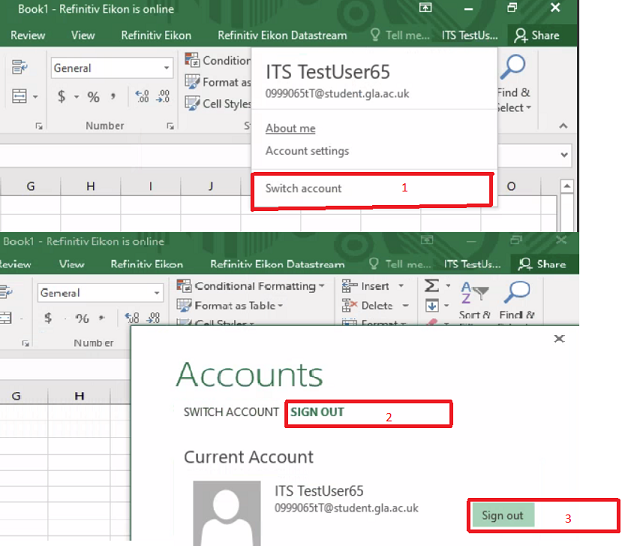 Book1 - Refinitiv Eikon is online
Review View Refinitiv Eikon Refinitiv Eikon Datastream Tell me... ITS TestUs... Share
General
Conditio
Format as
Cell Styles
$ % ,
Number
ITS TestUser65
0999065tT@student.gla.ac.uk
About me
Account settings
Switch account 1
Find &
Select
G H I J O
Book1 - Refinitiv Eikon is online
Review View Refinitiv Eikon Refinitiv Eikon Datastream Tell me... ITS TestUs... Share
General
Conditional Formatting
Format as Table
Cell Styles
Insert
Delete
Format
Sort & Find &
$ % ,
Number
G H
Accounts
SWITCH ACCOUNT SIGN OUT 2
Current Account
ITS TestUser65
0999065tT@student.gla.ac.uk
Sign out 3